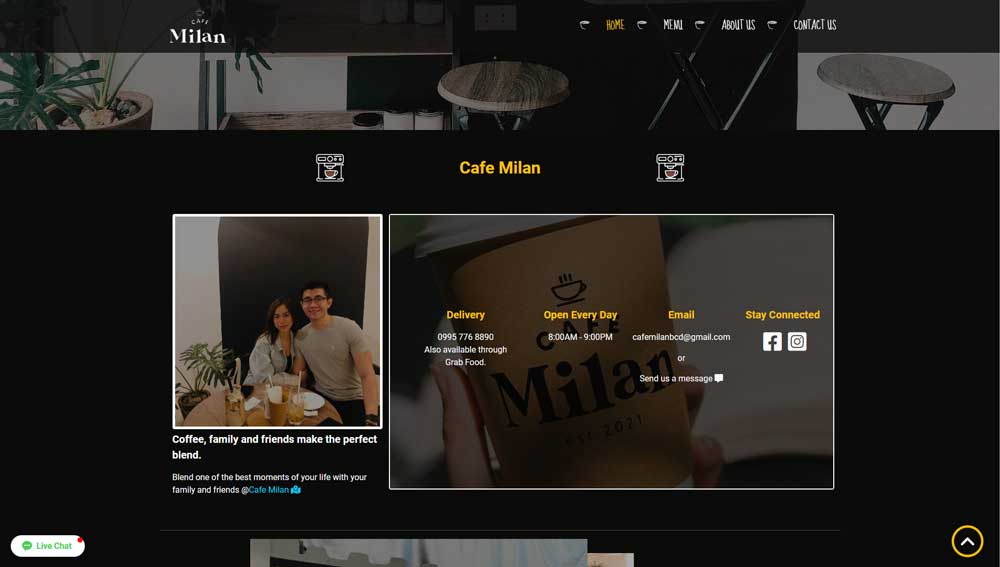 CAFE
Milan
HOME
MENU
ABOUT US
CONTACT US
Cafe Milan
Delivery
0995 776 8890
Also available through
Grab Food.
Open Every Day
8:00AM - 9:00PM
Email
cafemilanbcd@gmail.com
or
Send us a message
Stay Connected
CAFE
Milan
est 2021
Coffee, family and friends make the perfect
blend.
Blend one of the best moments of your life with your
family and friends @Cafe Milan
Live Chat